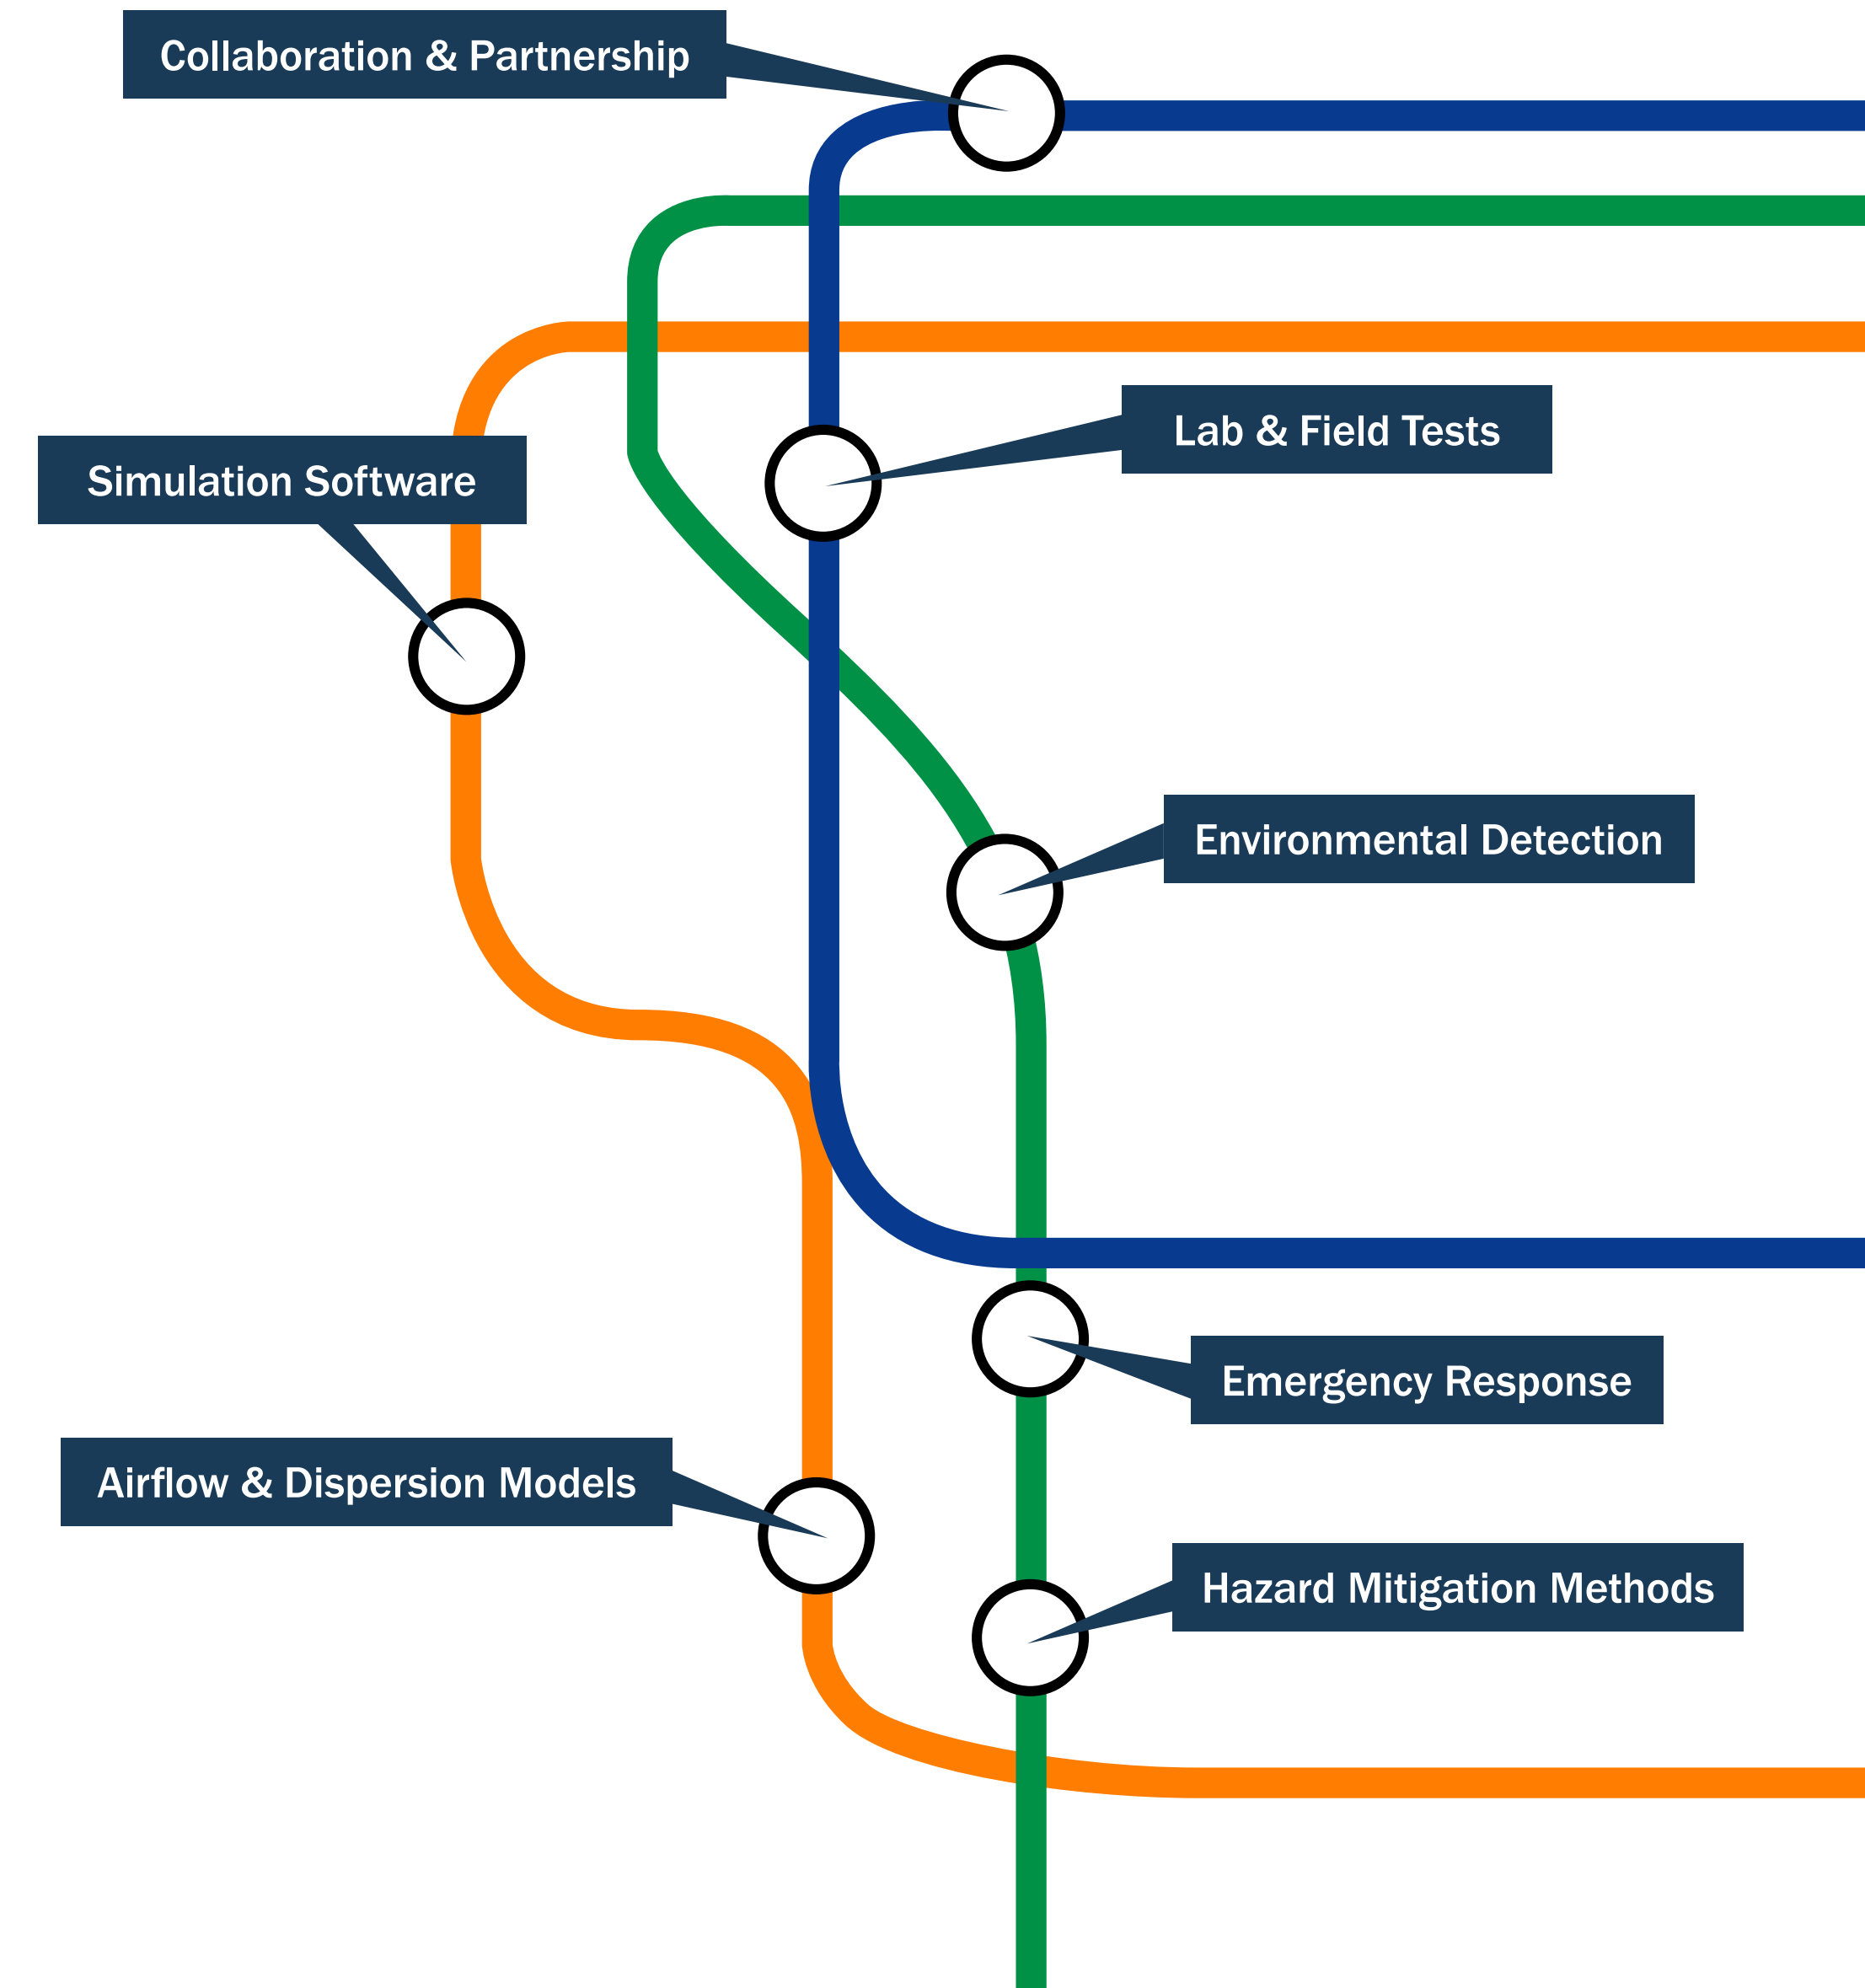 Collaboration & Partnership
Lab & Field Tests
Simulation Software
Environmental Detection
Emergency Response
Airflow & Dispersion Models
Hazard Mitigation Methods